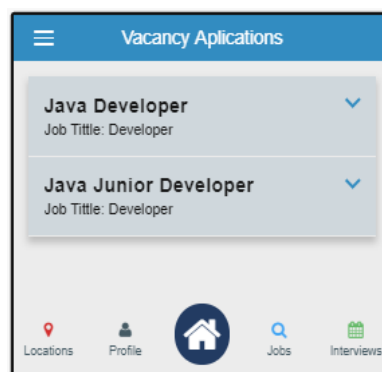 Vacancy Aplications
Java Developer
Job Tittle: Developer
Java Junior Developer
Job Tittle: Developer
Locations Profile Jobs Interviews